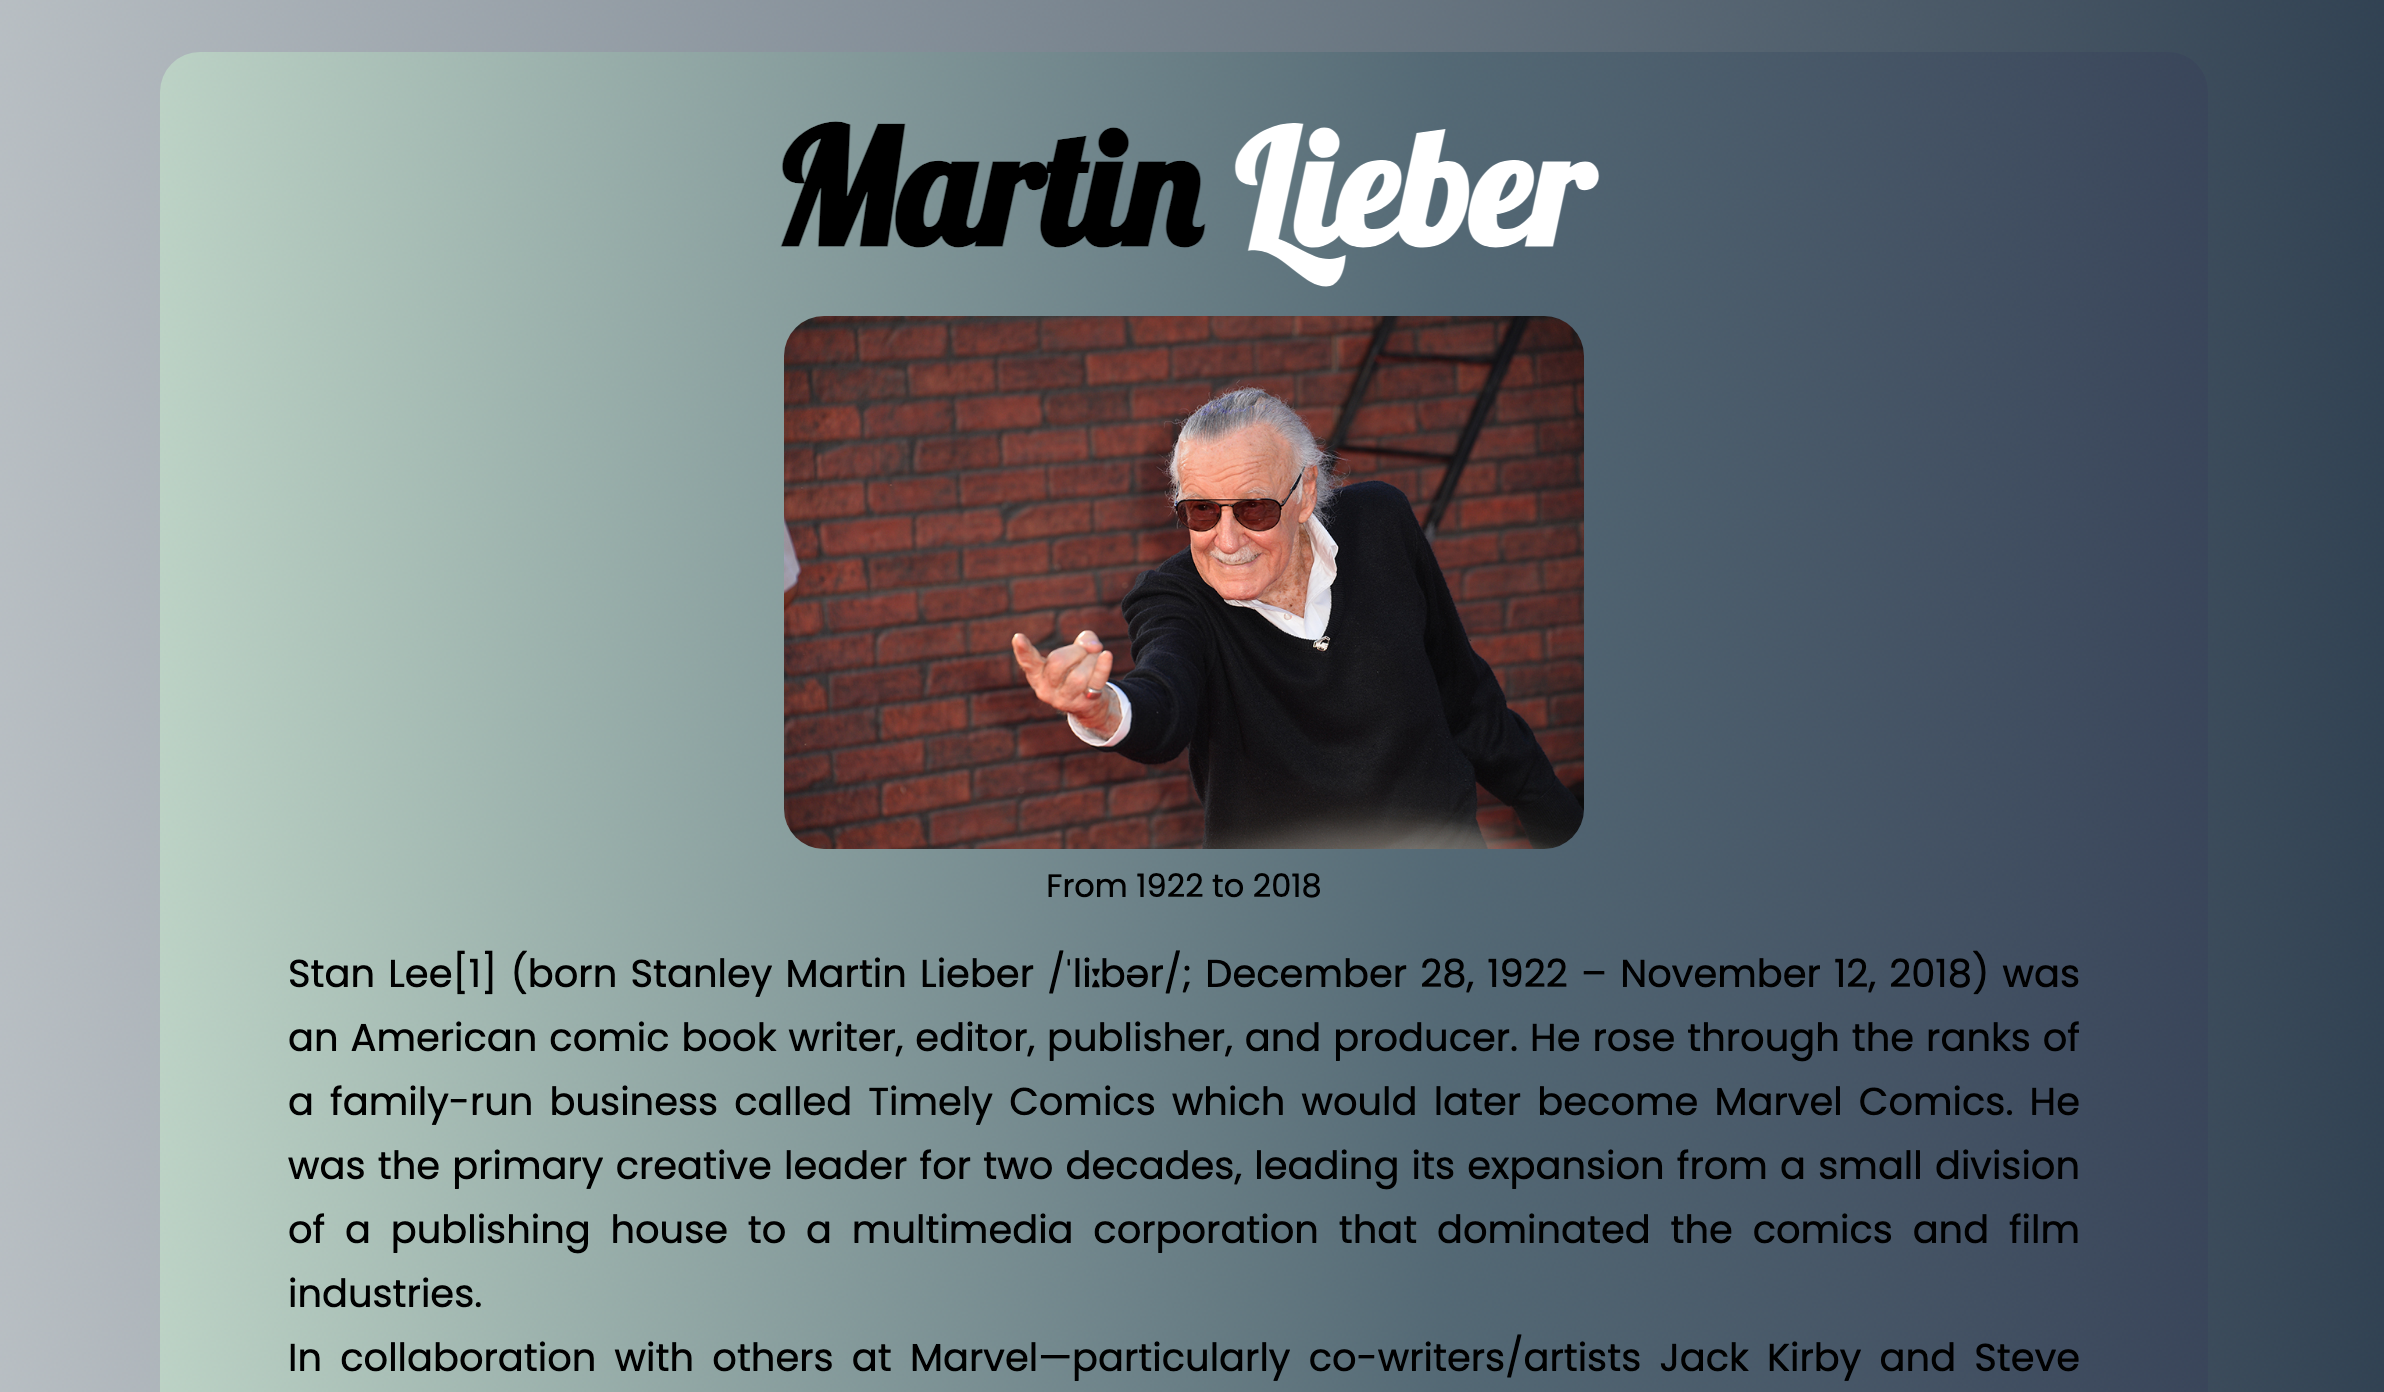 Martin Lieber
From 1922 to 2018
Stan Lee[1] (born Stanley Martin Lieber /ˈliːbər/; December 28, 1922 – November 12, 2018) was
an American comic book writer, editor, publisher, and producer. He rose through the ranks of
a family-run business called Timely Comics which would later become Marvel Comics. He
was the primary creative leader for two decades, leading its expansion from a small division
of a publishing house to a multimedia corporation that dominated the comics and film
industries.
In collaboration with others at Marvel—particularly co-writers/artists Jack Kirby and Steve